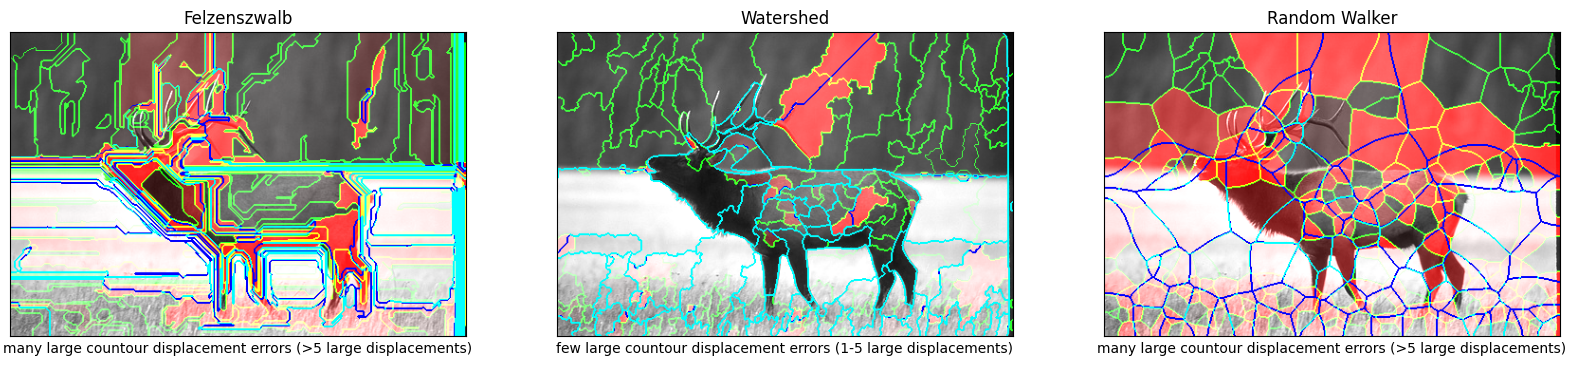 Felzenszwalb
Watershed
Random Walker
many large countour displacement errors (>5 large displacements)
few large countour displacement errors (1-5 large displacements)
many large countour displacement errors (>5 large displacements)